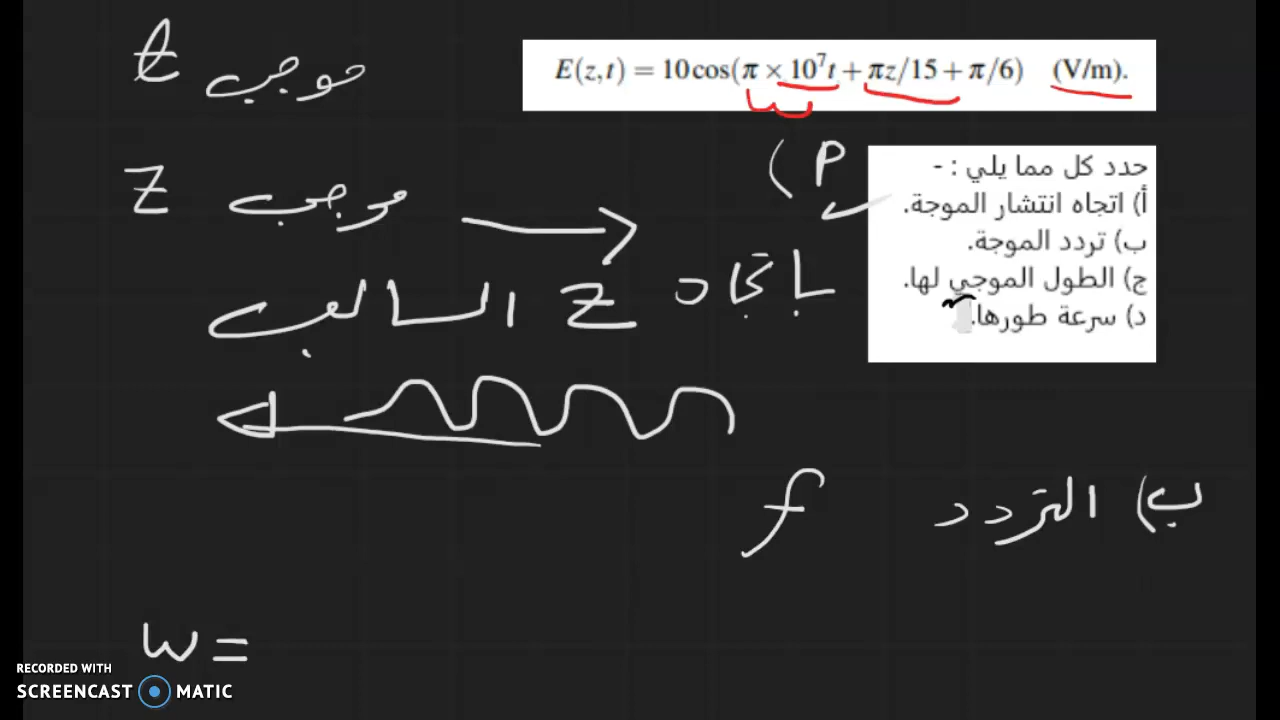 E(z,t) = 10cos(π × 10⁷t + πz/15 + π/6) (V/m).
حدد كل مما يلي : -
أ) اتجاه انتشار الموجة.
ب) تردد الموجة.
ج) الطول الموجي لها.
د) سرعة طورها.
موجب t
موجب z
(P
باتجاه z السالب
w
ب) التردد f
w =
RECORDED WITH
SCREENCAST MATIC